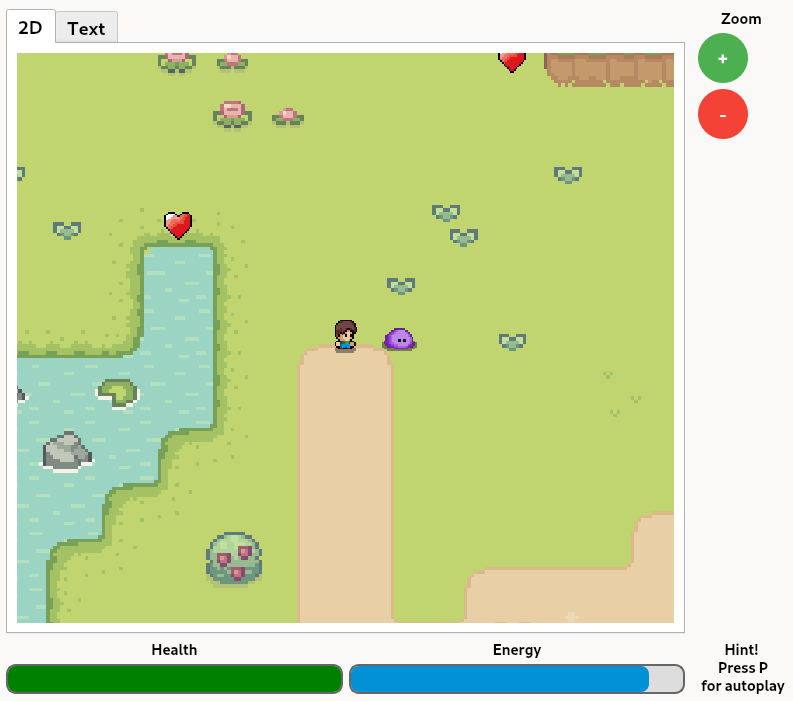 2D
Text
Zoom
+
-
Health
Energy
Hint!
Press P
for autoplay